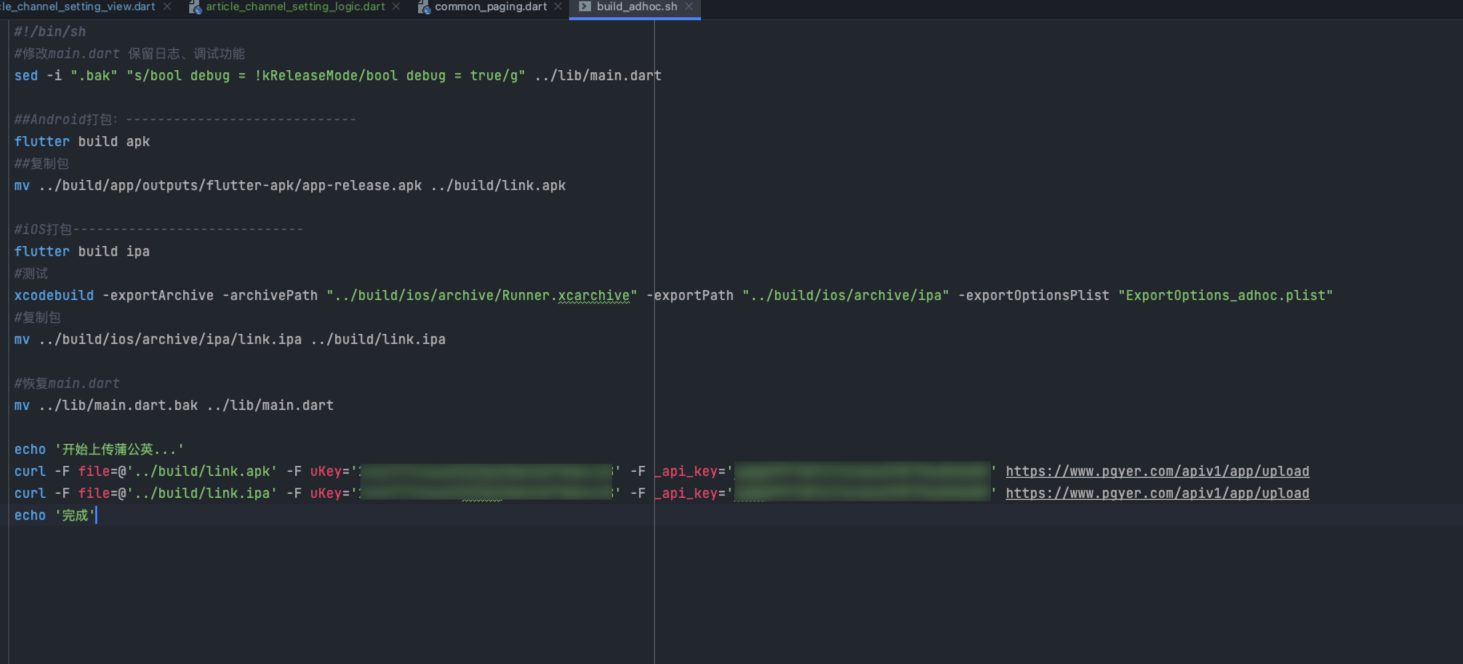 cle_channel_setting_view.dart article_channel_setting_logic.dart common_paging.dart build_adhoc.sh
#!/bin/sh
#修改main.dart 保留日志、调试功能
sed -i ".bak" "s/bool debug = !kReleaseMode/bool debug = true/g" ../lib/main.dart
##Android打包：-----------------------------
flutter build apk
##复制包
mv ../build/app/outputs/flutter-apk/app-release.apk ../build/link.apk
#iOS打包-----------------------------
flutter build ipa
#测试
xcodebuild -exportArchive -archivePath "../build/ios/archive/Runner.xcarchive" -exportPath "../build/ios/archive/ipa" -exportOptionsPlist "ExportOptions_adhoc.plist"
#复制包
mv ../build/ios/archive/ipa/link.ipa ../build/link.ipa
#恢复main.dart
mv ../lib/main.dart.bak ../lib/main.dart
echo '开始上传蒲公英...'
curl -F file=@'../build/link.apk' -F uKey=' ' -F _api_key=' ' https://www.pgyer.com/apiv1/app/upload
curl -F file=@'../build/link.ipa' -F uKey=' ' -F _api_key=' ' https://www.pgyer.com/apiv1/app/upload
echo '完成'